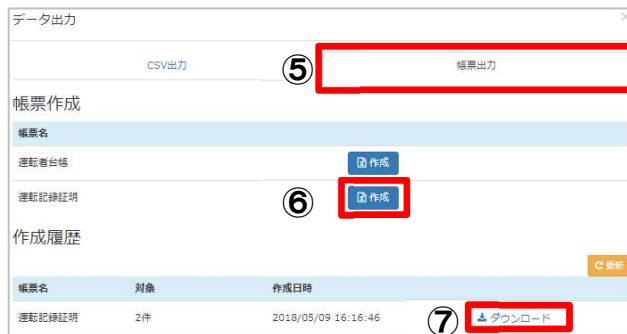 データ出力 ×
CSV出力 ⑤ 帳票出力
帳票作成
帳票名
運転者台帳 作成
運転記録証明 ⑥ 作成
作成履歴
更新
帳票名 対象 作成日時
運転記録証明 2件 2018/05/09 16:16:46 ⑦ ダウンロード